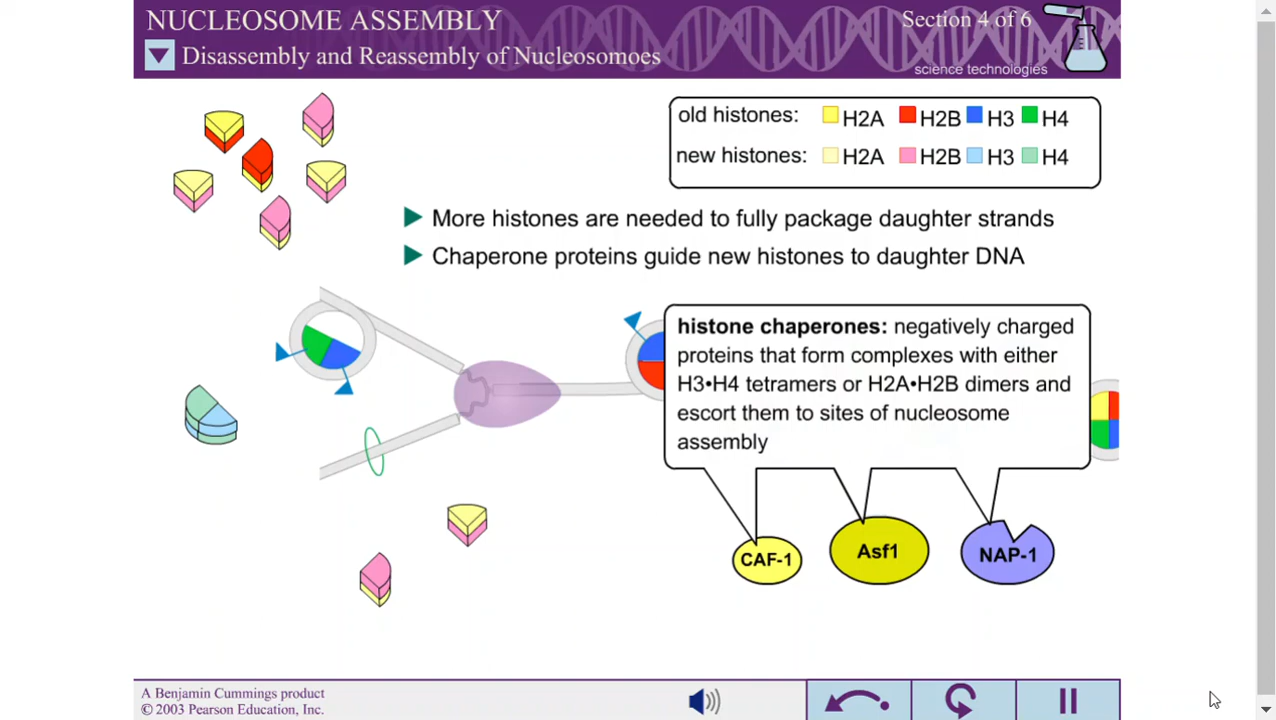 NUCLEOSOME ASSEMBLY
Section 4 of 6
Disassembly and Reassembly of Nucleosomoes
science technologies
old histones: H2A H2B H3 H4
new histones: H2A H2B H3 H4
More histones are needed to fully package daughter strands
Chaperone proteins guide new histones to daughter DNA
histone chaperones: negatively charged
proteins that form complexes with either
H3•H4 tetramers or H2A•H2B dimers and
escort them to sites of nucleosome
assembly
CAF-1
Asf1
NAP-1
A Benjamin Cummings product
© 2003 Pearson Education, Inc.